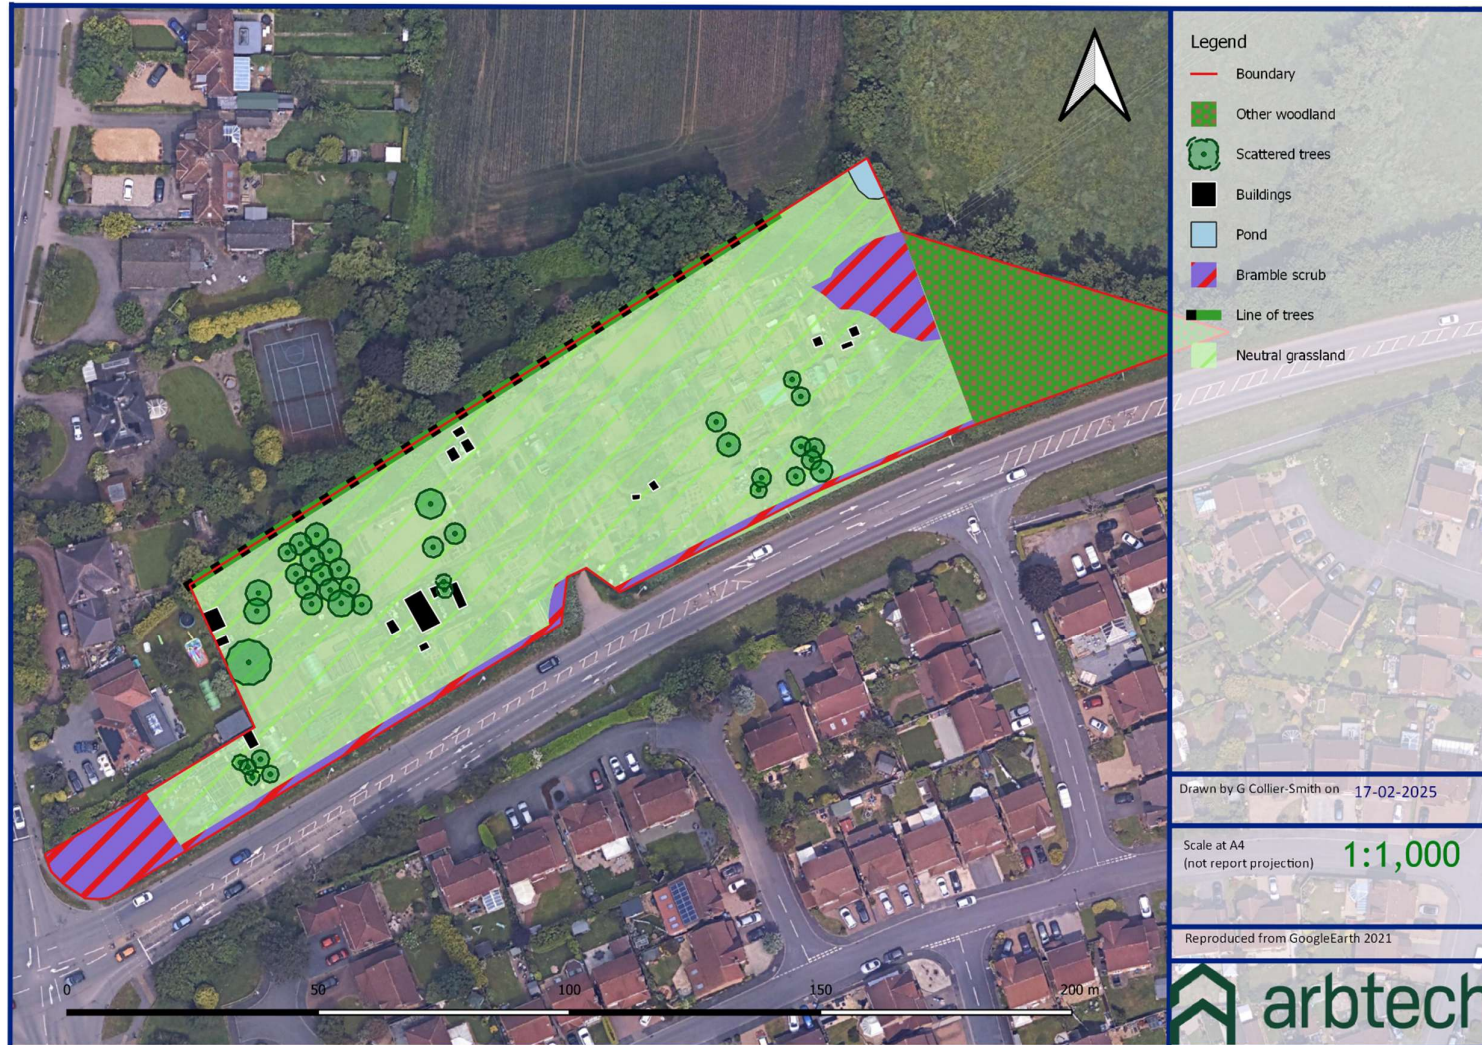 Legend
Boundary
Other woodland
Scattered trees
Buildings
Pond
Bramble scrub
Line of trees
Neutral grassland
Drawn by G Collier-Smith on 17-02-2025
Scale at A4
(not report projection)
1:1,000
Reproduced from GoogleEarth 2021
arbtech
0 50 100 150 200 m